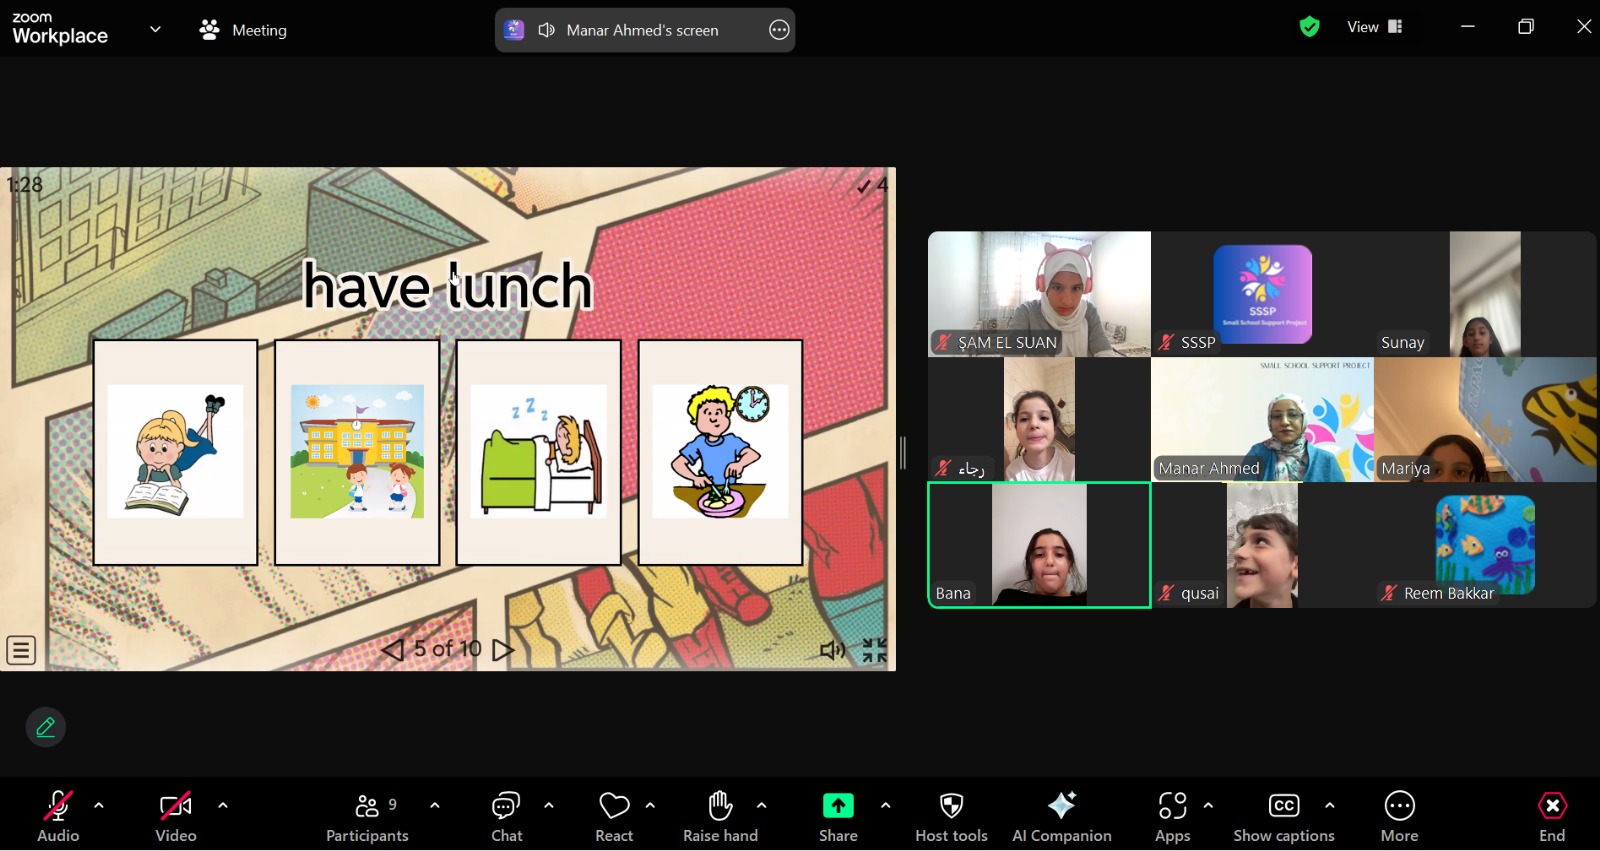 zoom
Workplace
Meeting
Manar Ahmed's screen
View
1:28
4
have lunch
z z z
5 of 10
ŞAM EL SUAN
SSSP
Small School Support Project
SSSP
Sunay
رجاء
SMALL SCHOOL SUPPORT PROJECT
Manar Ahmed
Mariya
Bana
qusai
Reem Bakkar
Audio
Video
9
Participants
Chat
React
Raise hand
Share
Host tools
AI Companion
Apps
CC
Show captions
More
End